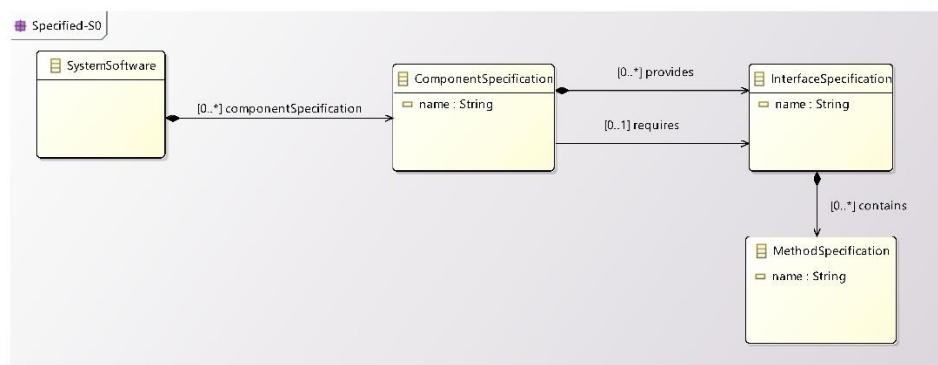 Specified-S0
SystemSoftware
[0..*] componentSpecification
ComponentSpecification
name : String
[0..*] provides
[0..1] requires
InterfaceSpecification
name : String
[0..*] contains
MethodSpecification
name : String